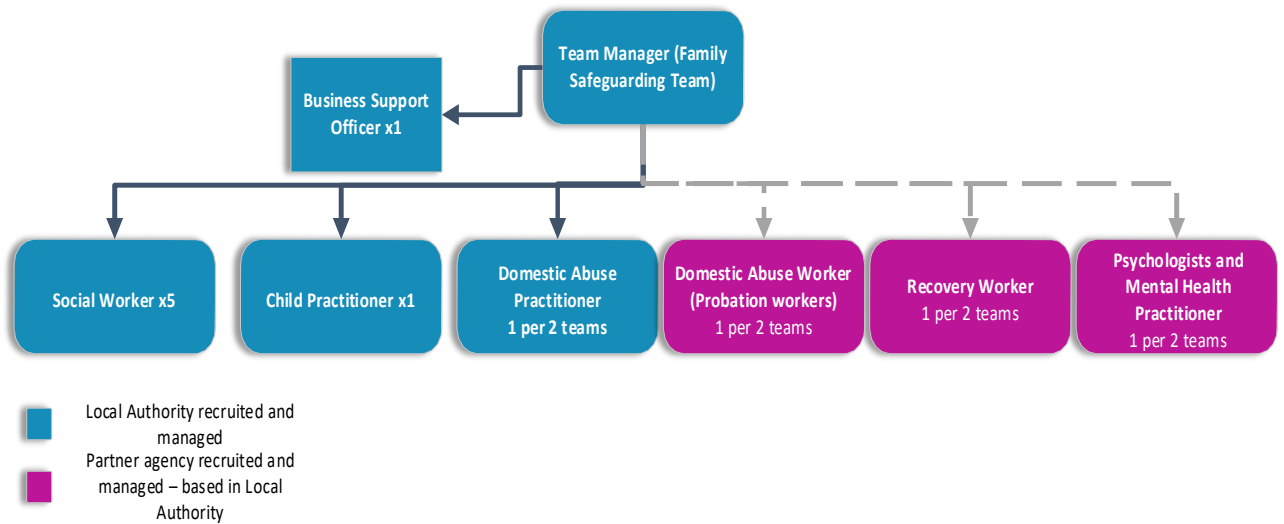 Team Manager (Family
Safeguarding Team)
Business Support
Officer x1
Social Worker x5
Child Practitioner x1
Domestic Abuse
Practitioner
1 per 2 teams
Domestic Abuse Worker
(Probation workers)
1 per 2 teams
Recovery Worker
1 per 2 teams
Psychologists and
Mental Health
Practitioner
1 per 2 teams
Local Authority recruited and
managed
Partner agency recruited and
managed – based in Local
Authority